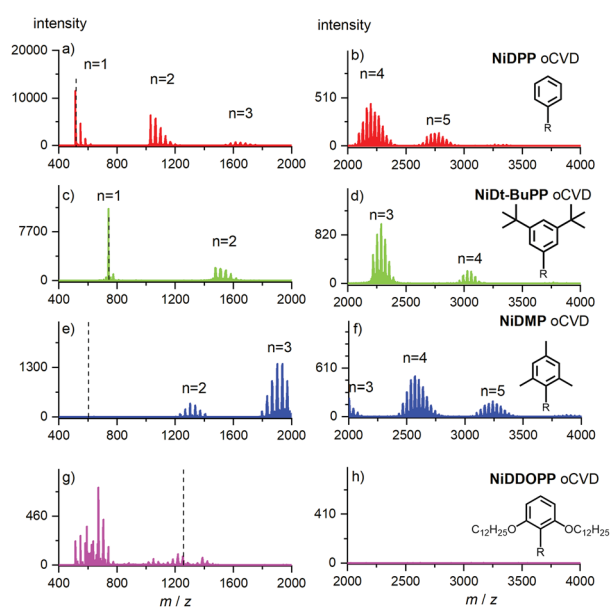 intensity
intensity
a)
n=1
n=2
n=3
20000
10000
0
400 800 1200 1600 2000
b)
NiDPP oCVD
n=4
n=5
R
510
0
2000 2500 3000 3500 4000
c)
n=1
n=2
7700
0
400 800 1200 1600 2000
d)
NiDt-BuPP oCVD
n=3
n=4
R
820
0
2000 2500 3000 3500 4000
e)
n=2
n=3
1300
0
400 800 1200 1600 2000
f)
NiDMP oCVD
n=3
n=4
n=5
R
610
0
2000 2500 3000 3500 4000
g)
460
0
400 800 1200 1600 2000
m / z
h)
NiDDOPP oCVD
C12H25O OC12H25
R
410
0
2000 2500 3000 3500 4000
m / z